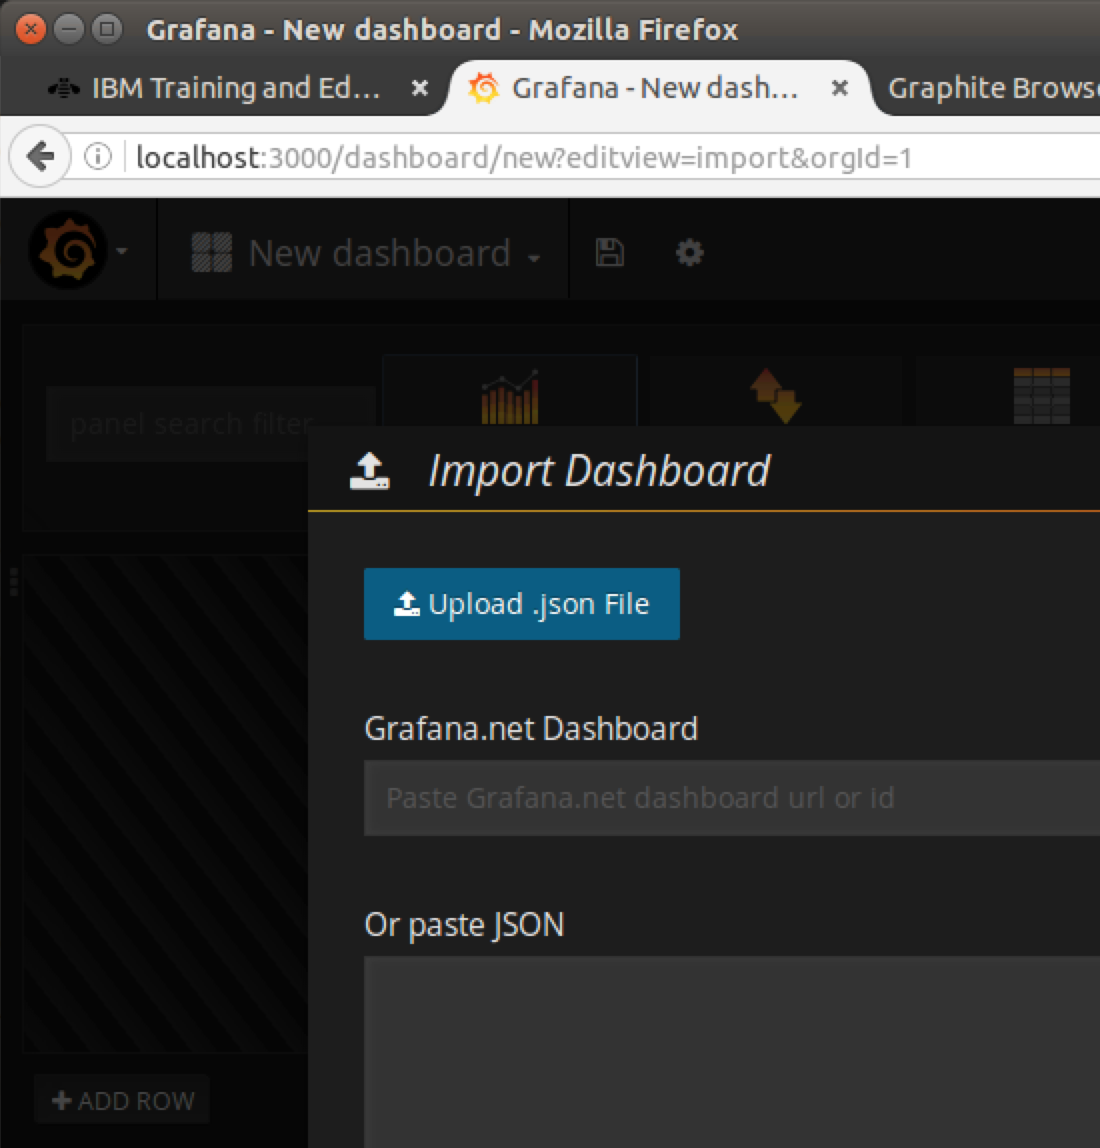 Grafana - New dashboard - Mozilla Firefox
IBM Training and Ed...
Grafana - New dash...
Graphite Brows
localhost:3000/dashboard/new?editview=import&orgId=1
New dashboard
panel search filter
Import Dashboard
Upload .json File
Grafana.net Dashboard
Paste Grafana.net dashboard url or id
Or paste JSON
ADD ROW